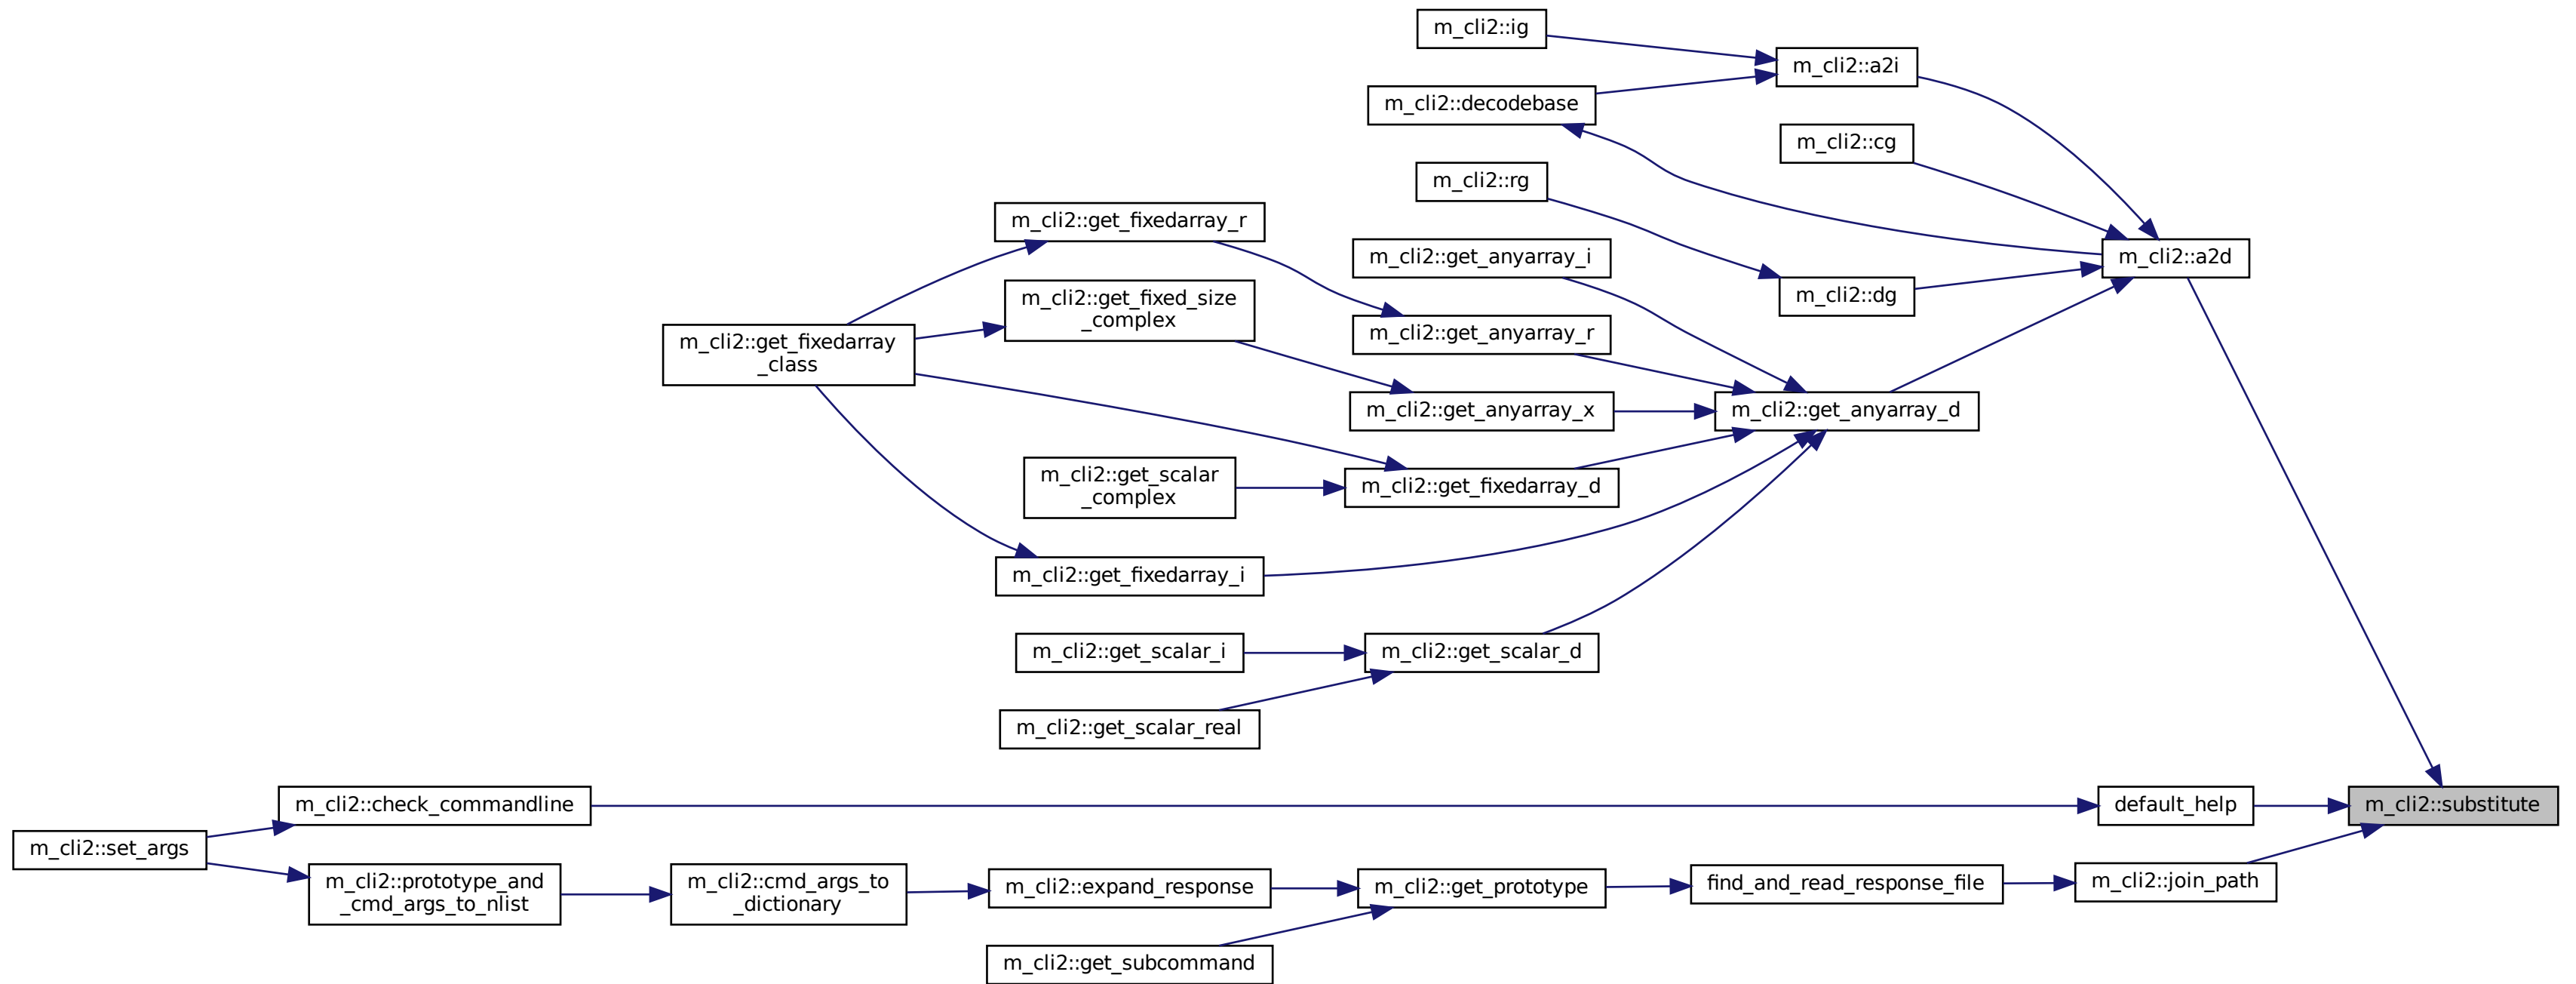 m_cli2::ig
m_cli2::a2i
m_cli2::decodebase
m_cli2::cg
m_cli2::rg
m_cli2::get_fixedarray_r
m_cli2::get_anyarray_i
m_cli2::a2d
m_cli2::get_fixed_size
_complex
m_cli2::dg
m_cli2::get_anyarray_r
m_cli2::get_fixedarray
_class
m_cli2::get_anyarray_x
m_cli2::get_anyarray_d
m_cli2::get_scalar
_complex
m_cli2::get_fixedarray_d
m_cli2::get_fixedarray_i
m_cli2::get_scalar_i
m_cli2::get_scalar_d
m_cli2::get_scalar_real
m_cli2::check_commandline
default_help
m_cli2::substitute
m_cli2::set_args
m_cli2::prototype_and
_cmd_args_to_nlist
m_cli2::cmd_args_to
_dictionary
m_cli2::expand_response
m_cli2::get_prototype
find_and_read_response_file
m_cli2::join_path
m_cli2::get_subcommand